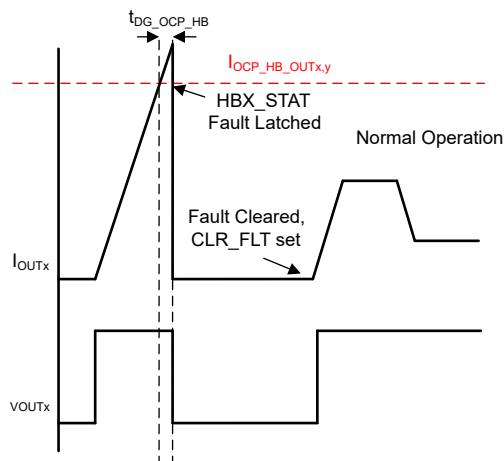 tDG_OCP_HB
IOCP_HB_OUTx,y
HBX_STAT
Fault Latched
Normal Operation
Fault Cleared,
CLR_FLT set
IOUTx
VOUTx